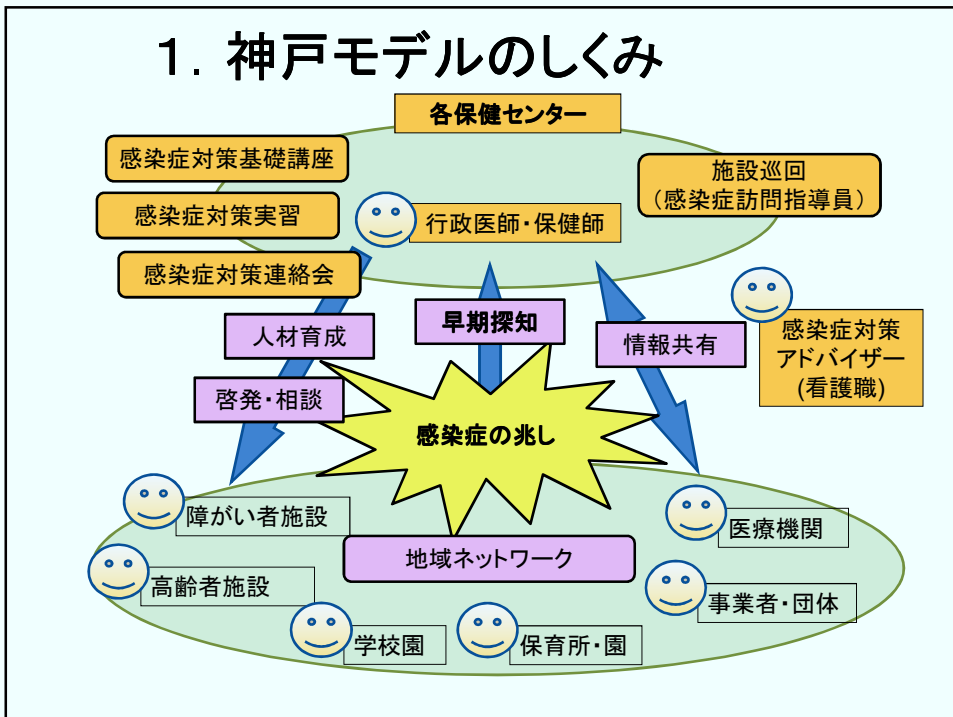 １．神戸モデルのしくみ
各保健センター
感染症対策基礎講座
感染症対策実習
感染症対策連絡会
行政医師・保健師
施設巡回
（感染症訪問指導員）
人材育成
啓発・相談
早期探知
情報共有
感染症対策
アドバイザー
(看護職)
感染症の兆し
障がい者施設
医療機関
地域ネットワーク
高齢者施設
事業者・団体
学校園
保育所・園